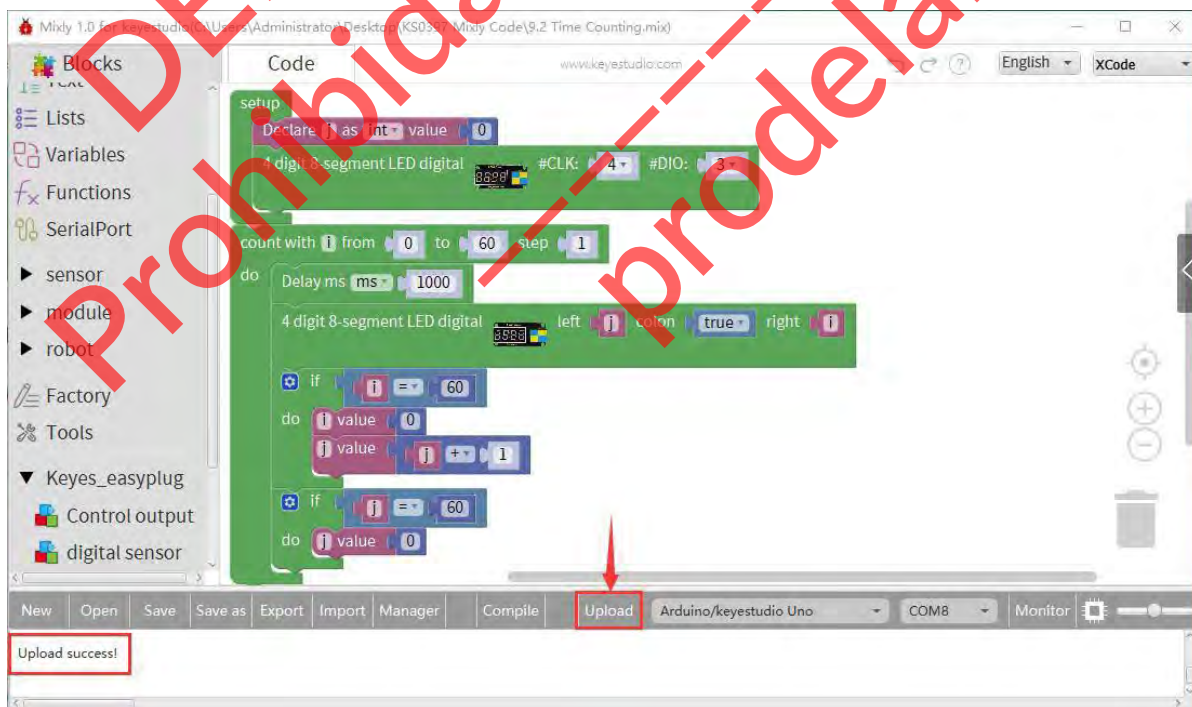 Mixly 1.0 for keyestudio(C:\Users\Administrator\Desktop\KS0397 Mixly Code\9.2 Time Counting.mix)
Blocks
Code
www.keyestudio.com
English
XCode
Text
Lists
Variables
Functions
SerialPort
sensor
module
robot
Factory
Tools
Keyes_easyplug
Control output
digital sensor
setup
Declare j as int value 0
4 digit 8-segment LED digital #CLK: 4 #DIO: 3
count with i from 0 to 60 step 1
do Delay ms ms 1000
4 digit 8-segment LED digital left j colon true right i
if i = 60
do i value 0
j value j + 1
if j = 60
do j value 0
New Open Save Save as Export Import Manager Compile Upload Arduino/keyestudio Uno COM8 Monitor
Upload success!
DE
Prohibida
prodela